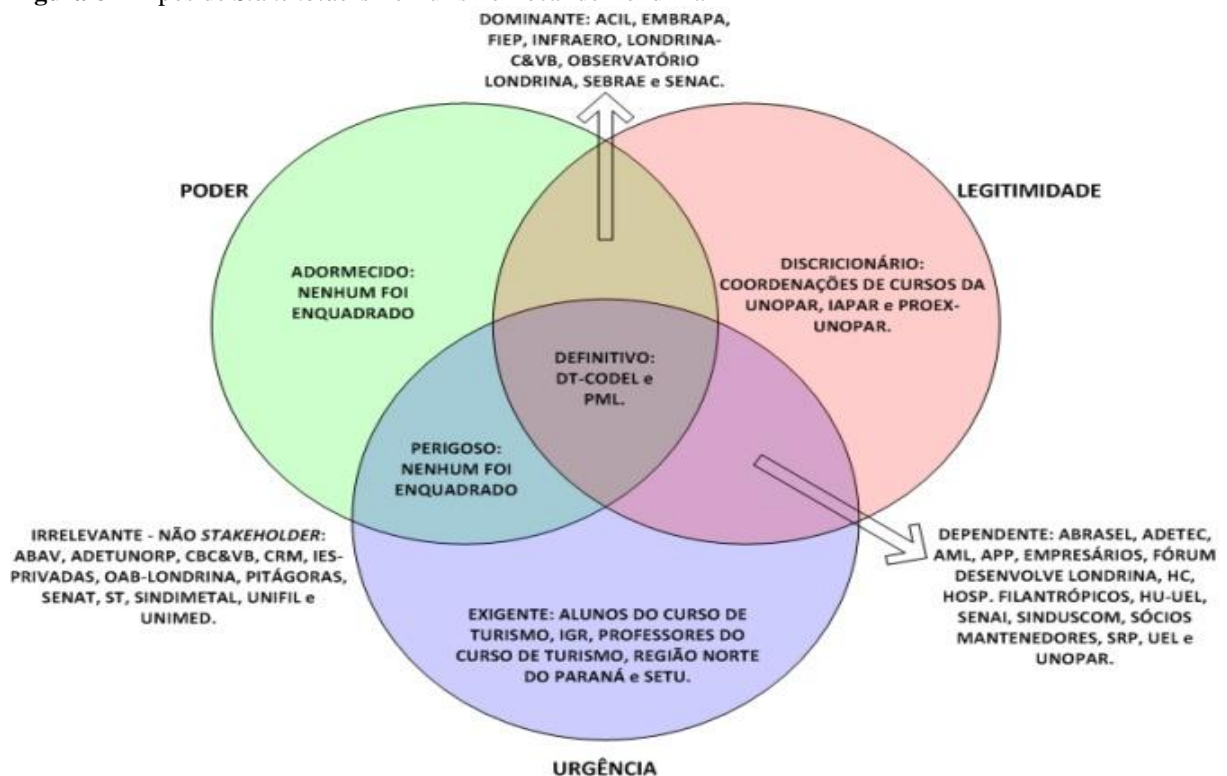 DOMINANTE: ACIL, EMBRAPA,
FIEP, INFRAERO, LONDRINA-
C&VB, OBSERVATÓRIO
LONDRINA, SEBRAE e SENAC.
PODER
LEGITIMIDADE
ADORMECIDO:
NENHUM FOI
ENQUADRADO
DISCRICIONÁRIO:
COORDENAÇÕES DE CURSOS DA
UNOPAR, IAPAR e PROEX-
UNOPAR.
DEFINITIVO:
DT-CODEL e
PML.
PERIGOSO:
NENHUM FOI
ENQUADRADO
IRRELEVANTE - NÃO STAKEHOLDER:
ABAV, ADETUNORP, CBC&VB, CRM, IES-
PRIVADAS, OAB-LONDRINA, PITÁGORAS,
SENAT, ST, SINDIMETAL, UNIFIL e
UNIMED.
DEPENDENTE: ABRASEL, ADETEC,
AML, APP, EMPRESÁRIOS, FÓRUM
DESENVOLVE LONDRINA, HC,
HOSP. FILANTRÓPICOS, HU-UEL,
SENAI, SINDUSCOM, SÓCIOS
MANTENEDORES, SRP, UEL e
UNOPAR.
EXIGENTE: ALUNOS DO CURSO DE
TURISMO, IGR, PROFESSORES DO
CURSO DE TURISMO, REGIÃO NORTE
DO PARANÁ e SETU.
URGÊNCIA